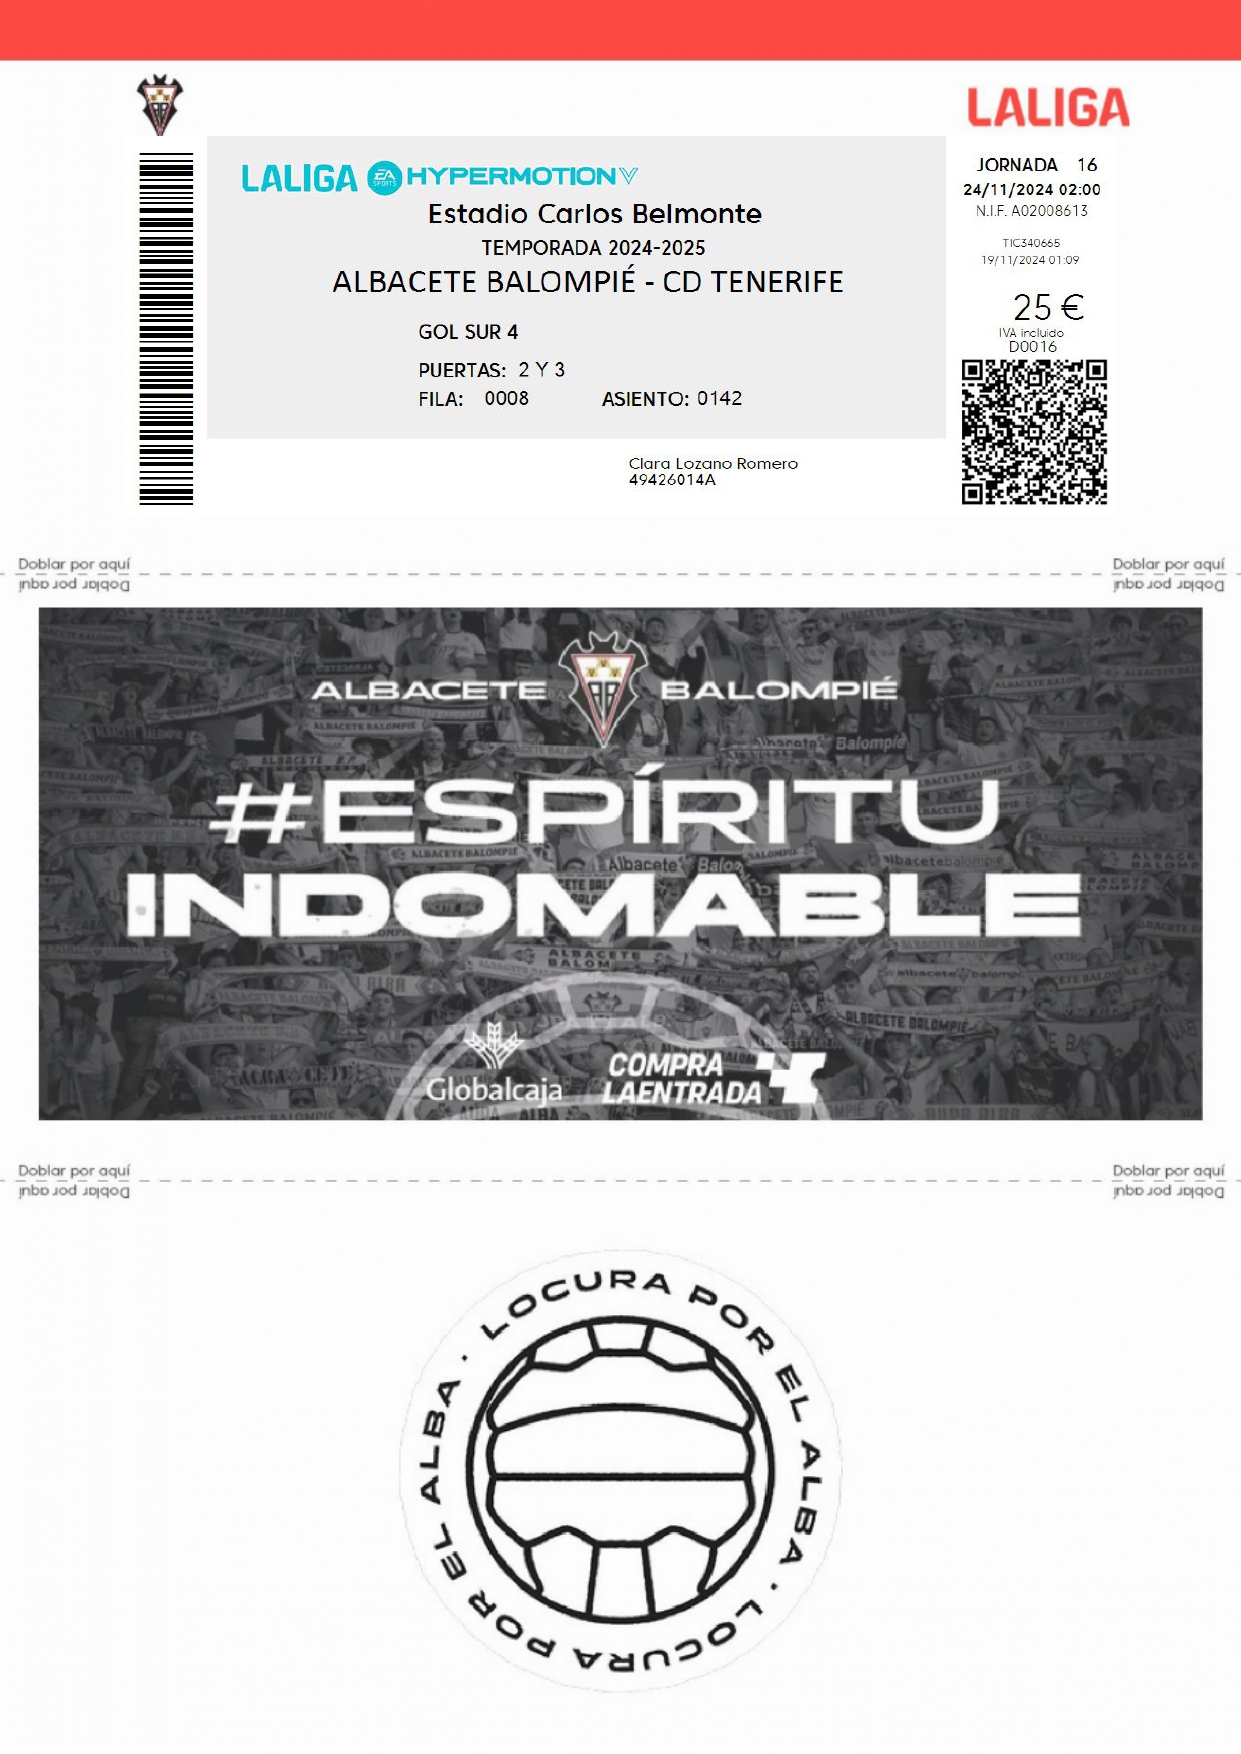 LALIGA
LALIGA EA SPORTS HYPERMOTION
Estadio Carlos Belmonte
TEMPORADA 2024-2025
ALBACETE BALOMPIÉ - CD TENERIFE
GOL SUR 4
PUERTAS: 2 Y 3
FILA: 0008 ASIENTO: 0142
Clara Lozano Romero
49426014A
JORNADA 16
24/11/2024 02:00
N.I.F. A02008613
TIC340665
19/11/2024 01:09
25 €
IVA incluido
D0016
Doblar por aquí Doblar por aquí
Doblar por aquí Doblar por aquí
ALBACETE BALOMPIÉ
#ESPÍRITU
INDOMABLE
Globalcaja
COMPRA
LAENTRADA
Doblar por aquí Doblar por aquí
Doblar por aquí Doblar por aquí
LOCURA POR EL ALBA · LOCURA POR EL ALBA ·